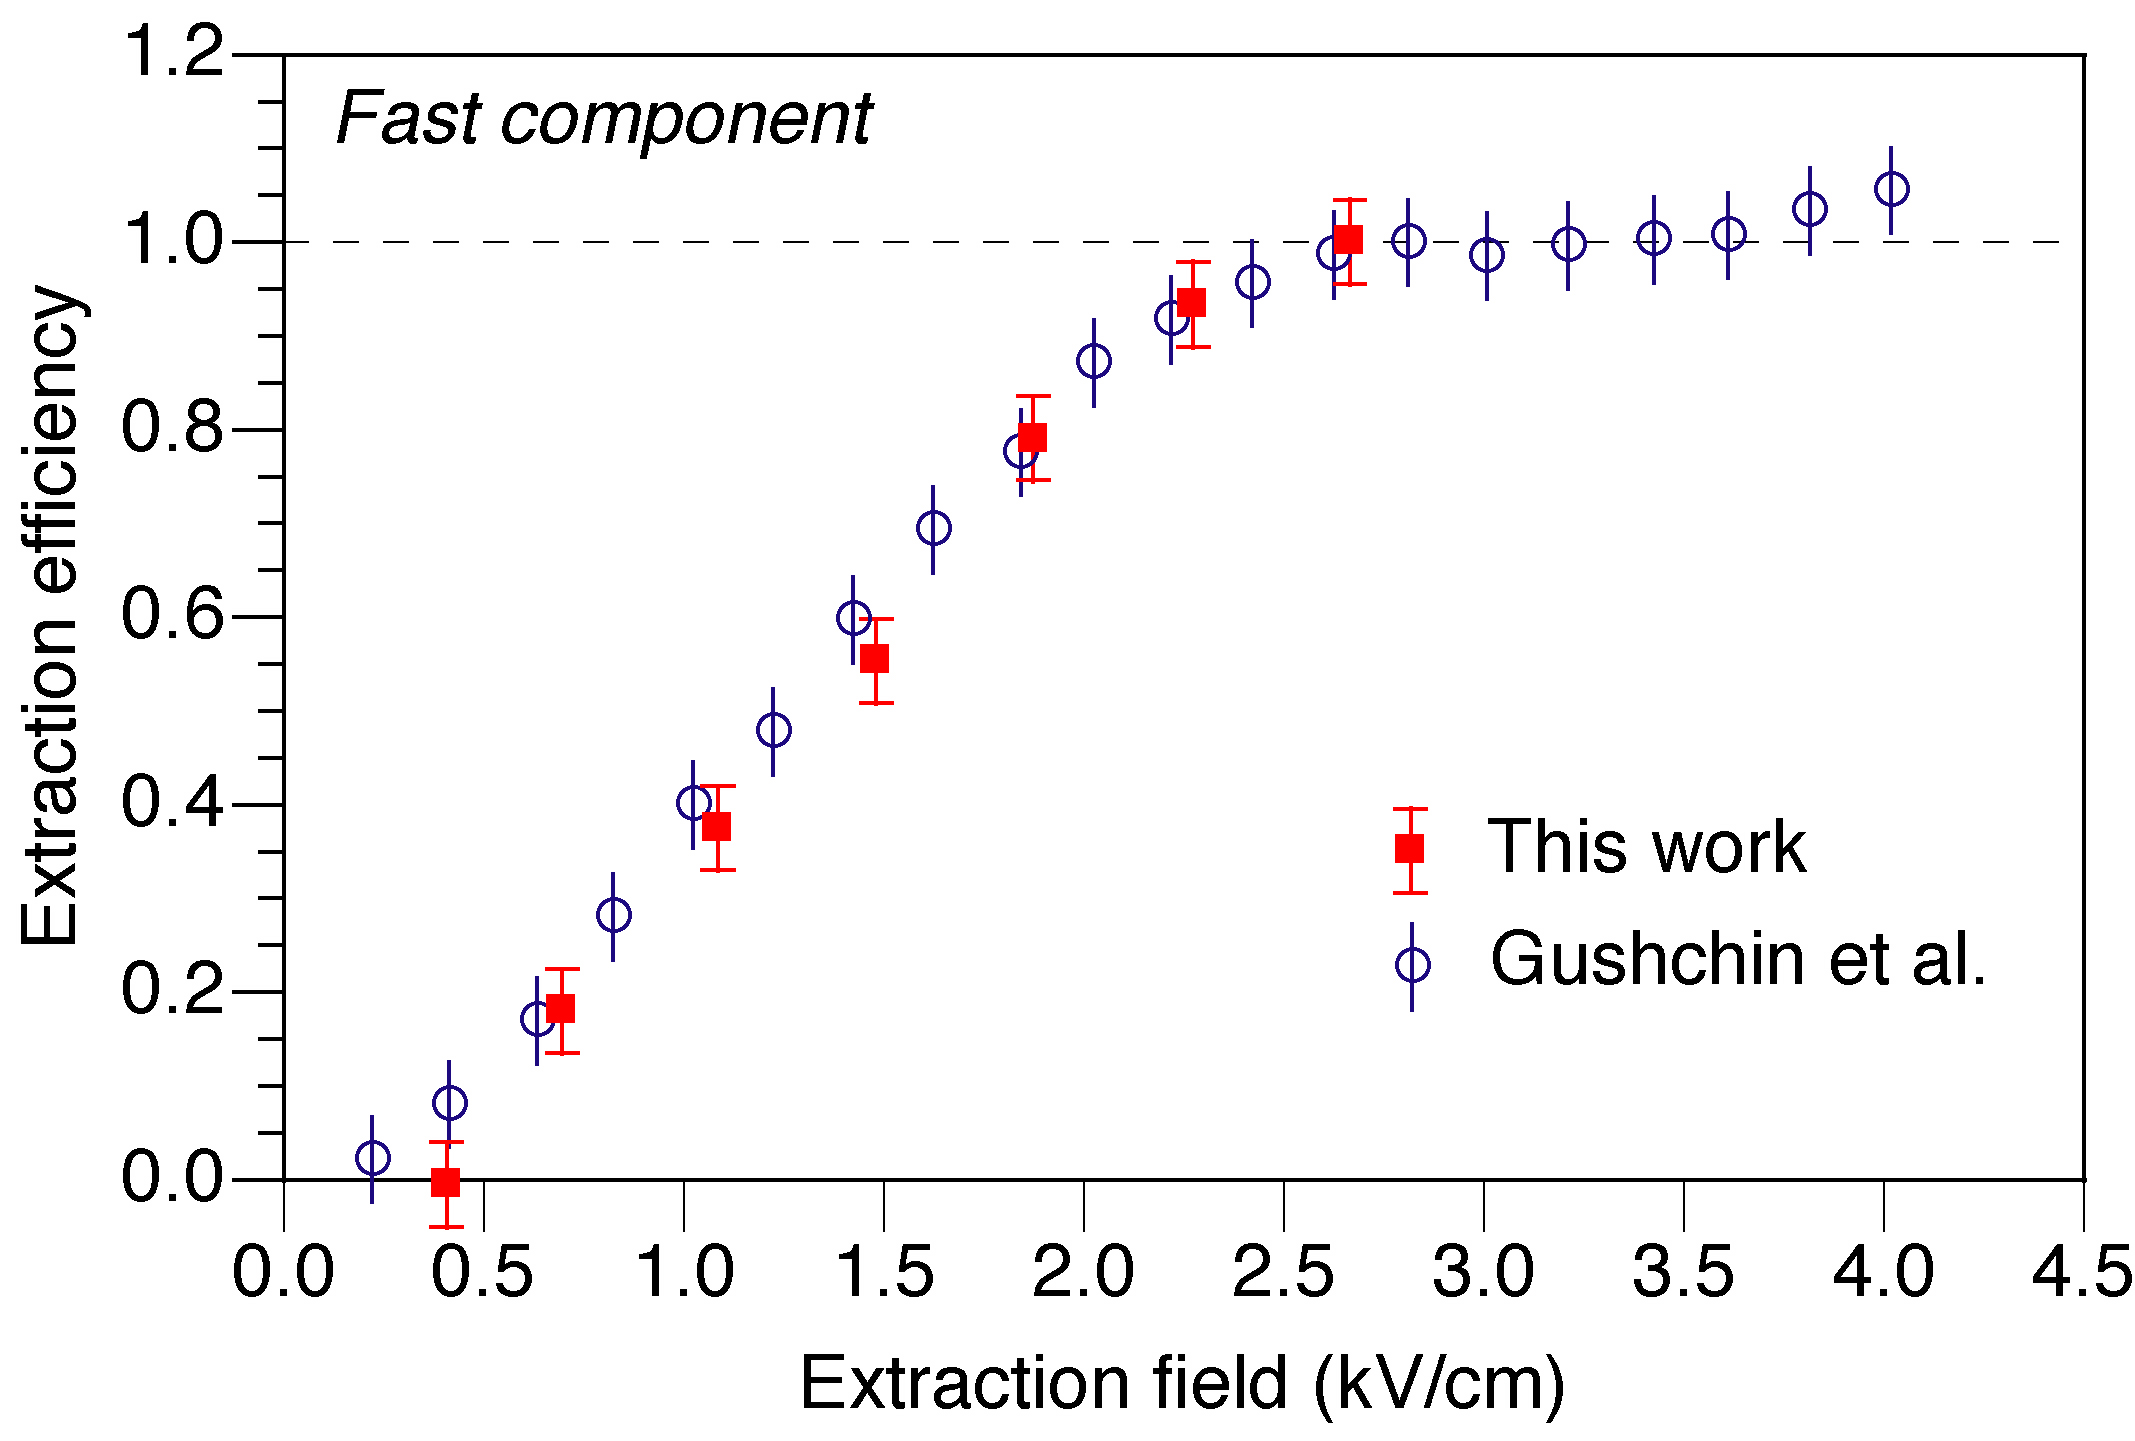 1.2
Fast component
1.0
0.8
0.6
0.4
0.2
0.0
Extraction efficiency
This work
Gushchin et al.
0.0 0.5 1.0 1.5 2.0 2.5 3.0 3.5 4.0 4.5
Extraction field (kV/cm)